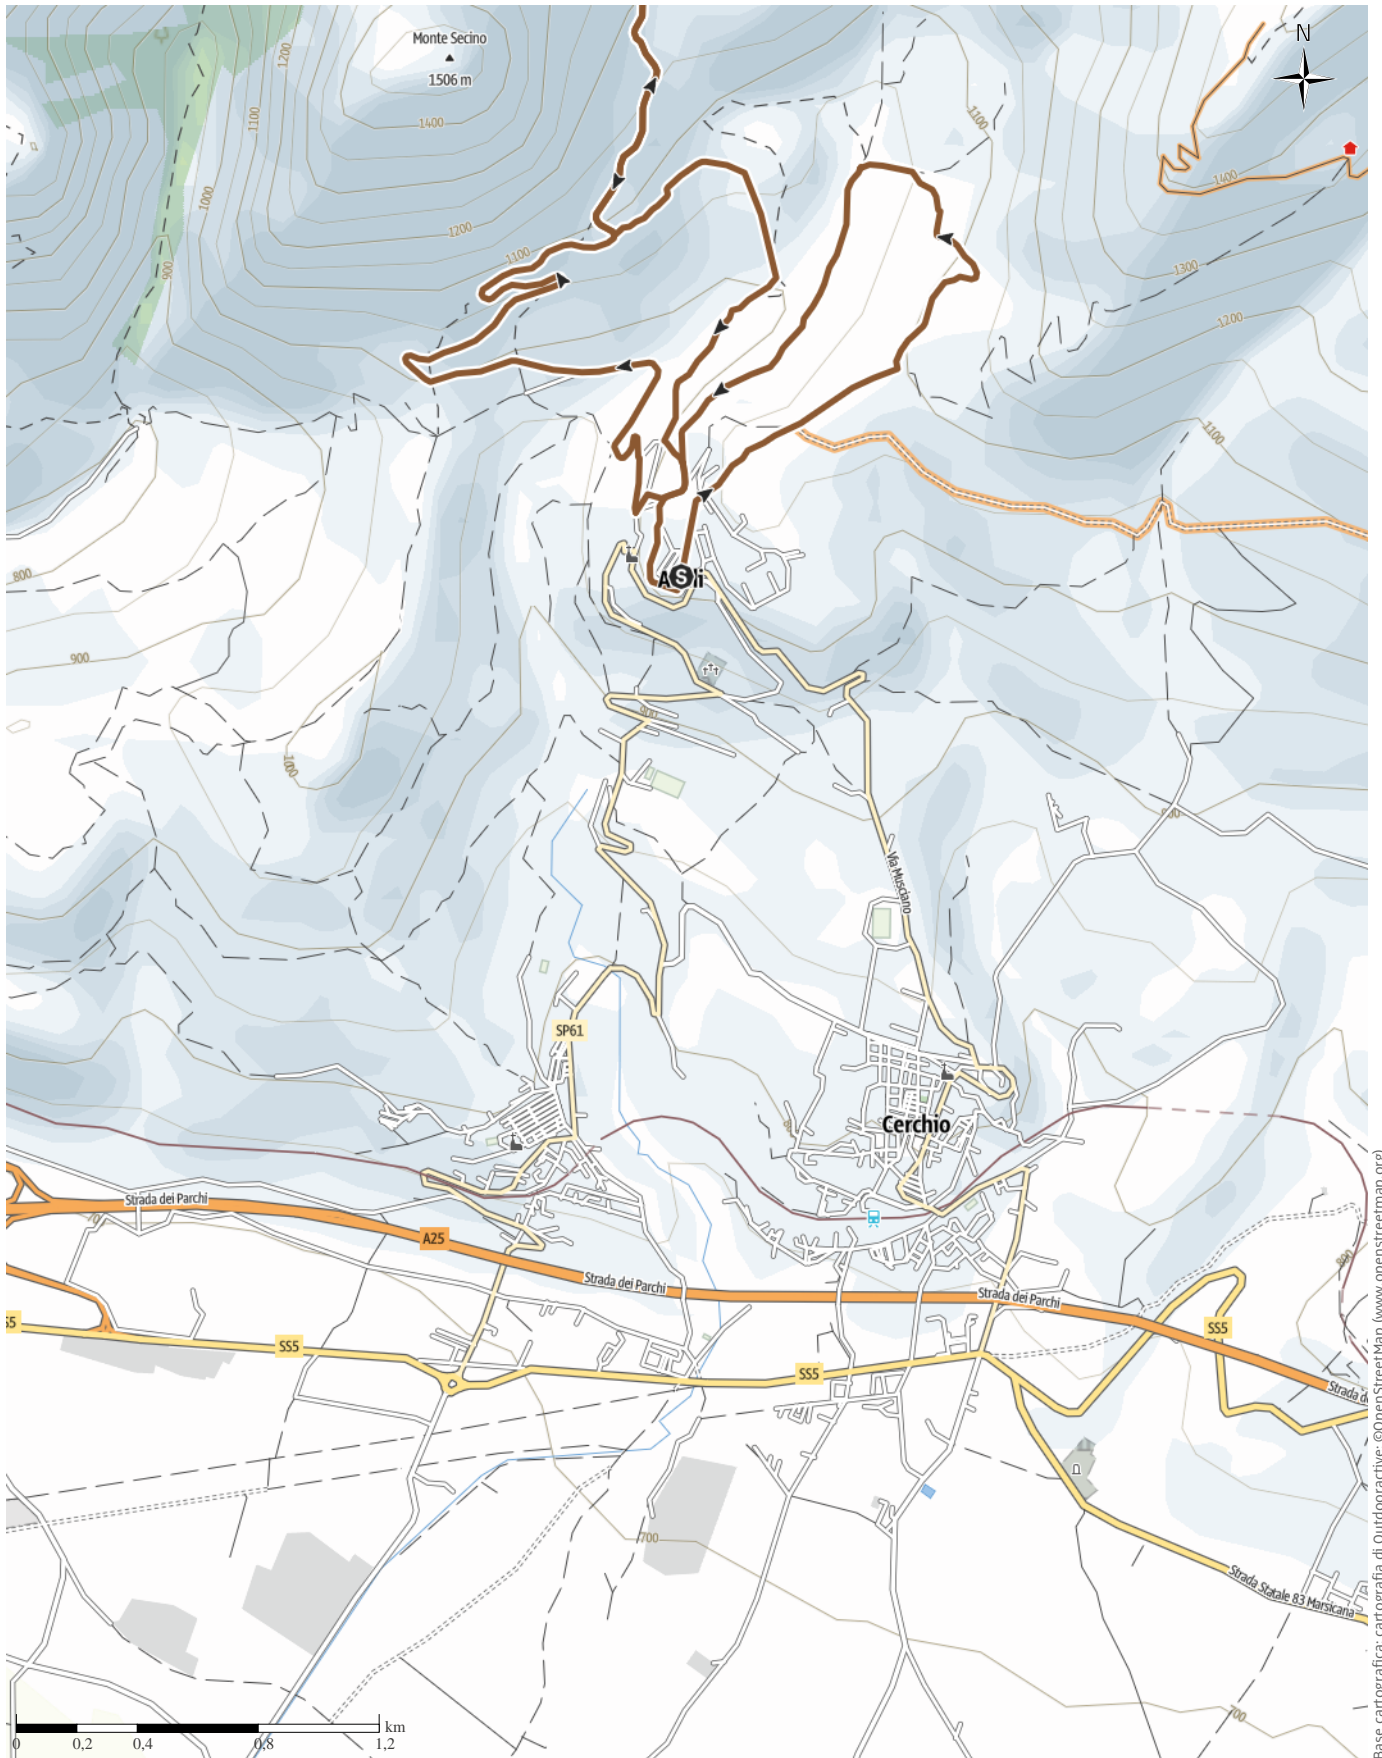 N
Monte Secino
1506 m
1200
1100
1400
1100
1000
1400
1200
1100
900
1300
1200
1100
S
800
900
900
1000
Via Musciano
SP61
Cerchio
Strada dei Parchi
A25
Strada dei Parchi
Strada dei Parchi
800
SS5
SS5
SS5
Strada de
700
Strada Statale 83 Marsicana
700
km
0
0,2
0,4
0,8
1,2
Base cartografica: cartografia di Outdooractive; ©OpenStreetMap (www.openstreetmap.org)